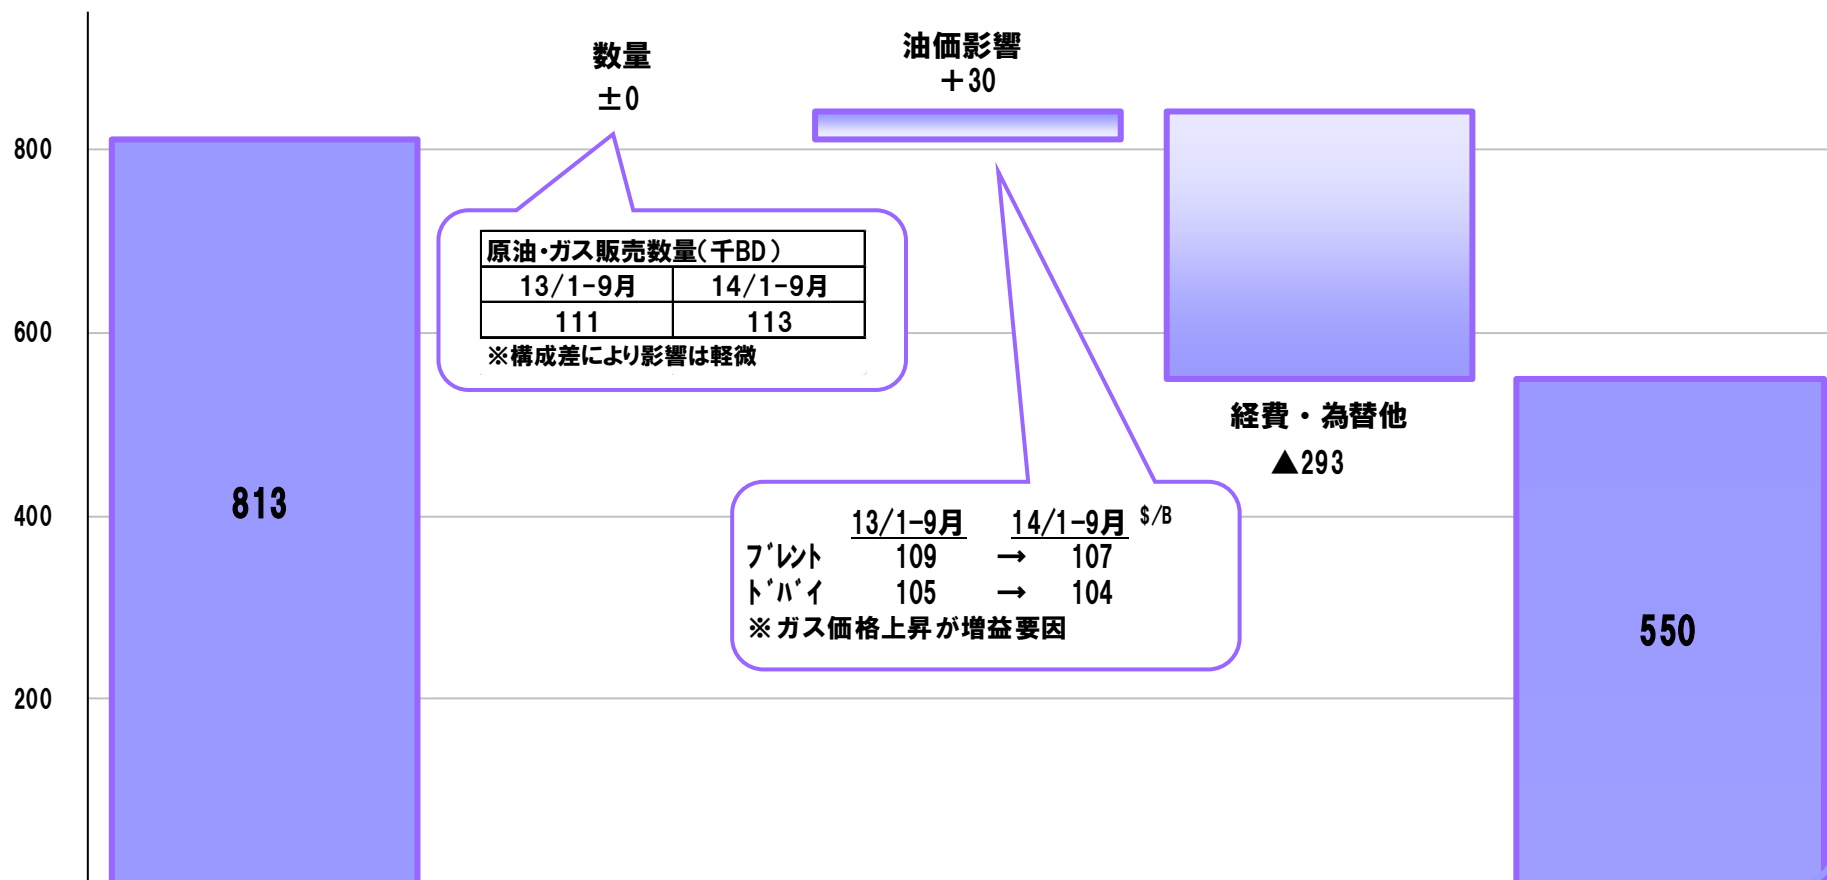 数量
±0
油価影響
+30
800
原油・ガス販売数量(千BD)
13/1-9月 14/1-9月
111 113
※構成差により影響は軽微
600
経費・為替他
▲293
813
400
13/1-9月 14/1-9月 $/B
ﾌﾞﾚﾝﾄ 109 → 107
ﾄﾞﾊﾞｲ 105 → 104
※ガス価格上昇が増益要因
550
200